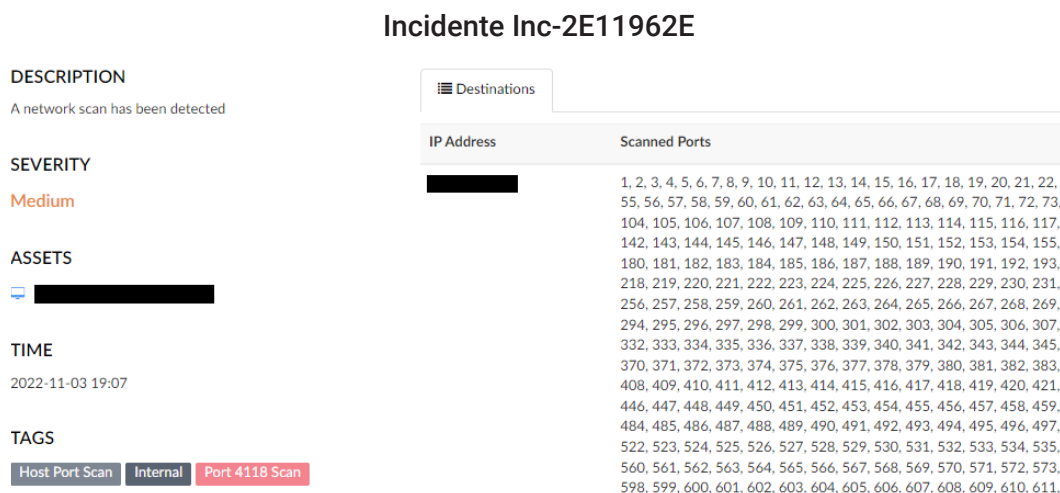 Incidente Inc-2E11962E
DESCRIPTION
A network scan has been detected
SEVERITY
Medium
ASSETS
TIME
2022-11-03 19:07
TAGS
Host Port Scan Internal Port 4118 Scan
Destinations
IP Address Scanned Ports
1, 2, 3, 4, 5, 6, 7, 8, 9, 10, 11, 12, 13, 14, 15, 16, 17, 18, 19, 20, 21, 22,
55, 56, 57, 58, 59, 60, 61, 62, 63, 64, 65, 66, 67, 68, 69, 70, 71, 72, 73,
104, 105, 106, 107, 108, 109, 110, 111, 112, 113, 114, 115, 116, 117,
142, 143, 144, 145, 146, 147, 148, 149, 150, 151, 152, 153, 154, 155,
180, 181, 182, 183, 184, 185, 186, 187, 188, 189, 190, 191, 192, 193,
218, 219, 220, 221, 222, 223, 224, 225, 226, 227, 228, 229, 230, 231,
256, 257, 258, 259, 260, 261, 262, 263, 264, 265, 266, 267, 268, 269,
294, 295, 296, 297, 298, 299, 300, 301, 302, 303, 304, 305, 306, 307,
332, 333, 334, 335, 336, 337, 338, 339, 340, 341, 342, 343, 344, 345,
370, 371, 372, 373, 374, 375, 376, 377, 378, 379, 380, 381, 382, 383,
408, 409, 410, 411, 412, 413, 414, 415, 416, 417, 418, 419, 420, 421,
446, 447, 448, 449, 450, 451, 452, 453, 454, 455, 456, 457, 458, 459,
484, 485, 486, 487, 488, 489, 490, 491, 492, 493, 494, 495, 496, 497,
522, 523, 524, 525, 526, 527, 528, 529, 530, 531, 532, 533, 534, 535,
560, 561, 562, 563, 564, 565, 566, 567, 568, 569, 570, 571, 572, 573,
598, 599, 600, 601, 602, 603, 604, 605, 606, 607, 608, 609, 610, 611,